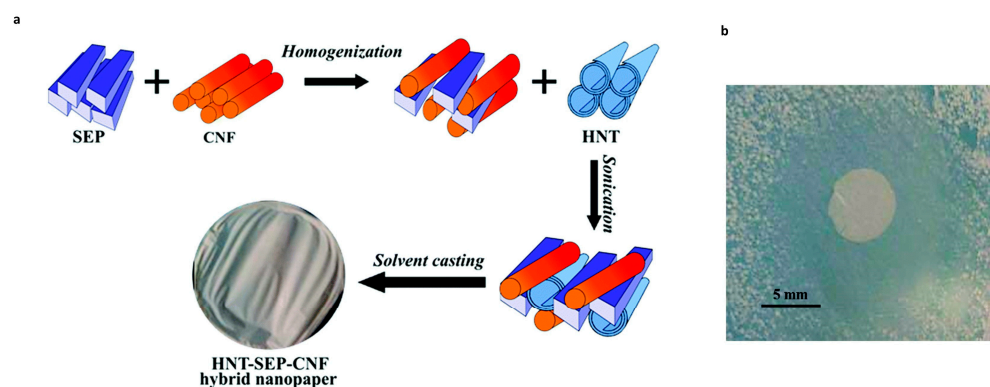 a
b
Homogenization
SEP
CNF
HNT
Sonication
Solvent casting
HNT-SEP-CNF
hybrid nanopaper
5 mm